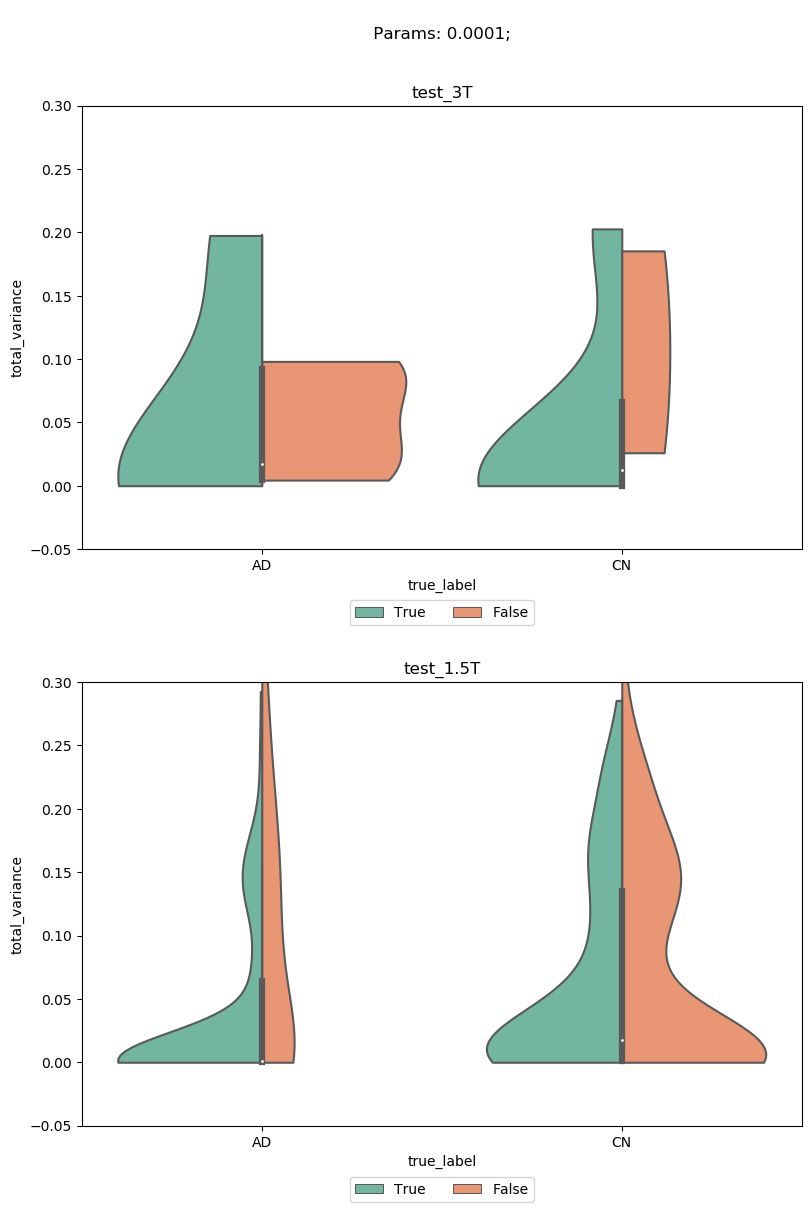 Params: 0.0001;
test_3T
0.30
0.25
0.20
0.15
0.10
0.05
0.00
−0.05
total_variance
AD CN
true_label
True False
test_1.5T
0.30
0.25
0.20
0.15
0.10
0.05
0.00
−0.05
total_variance
AD CN
true_label
True False